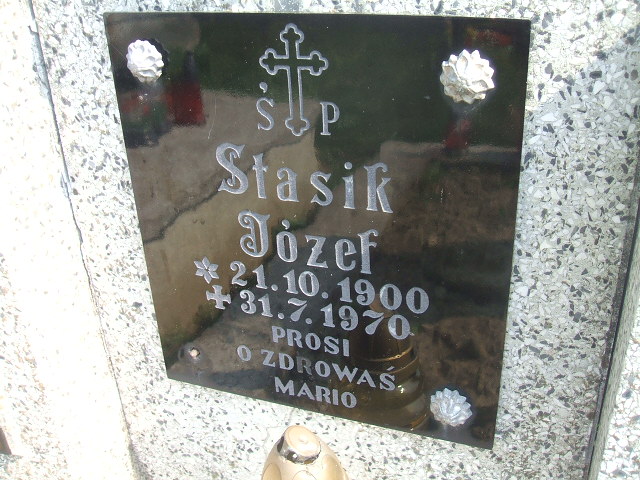 Ś P
Stasik
Józef
21.10.1900
31.7.1970
PROSI
O ZDROWAŚ
MARIO